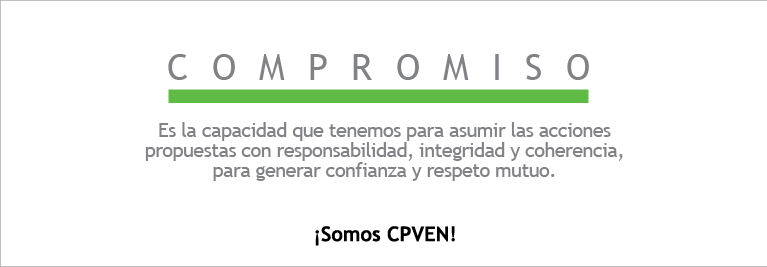 COMPROMISO
Es la capacidad que tenemos para asumir las acciones
propuestas con responsabilidad, integridad y coherencia,
para generar confianza y respeto mutuo.
¡Somos CPVEN!